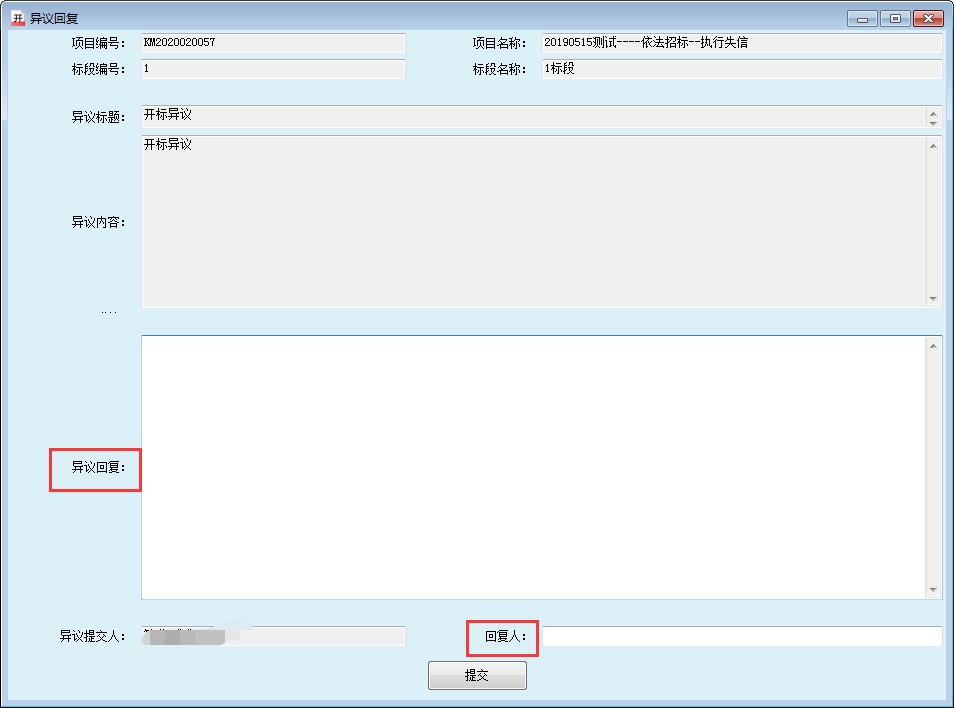 开 异议回复
项目编号： KM2020020057 项目名称： 20190515测试----依法招标--执行失信
标段编号： 1 标段名称： 1标段
异议标题： 开标异议
开标异议
异议内容：
....
异议回复：
异议提交人： 回复人：
提交